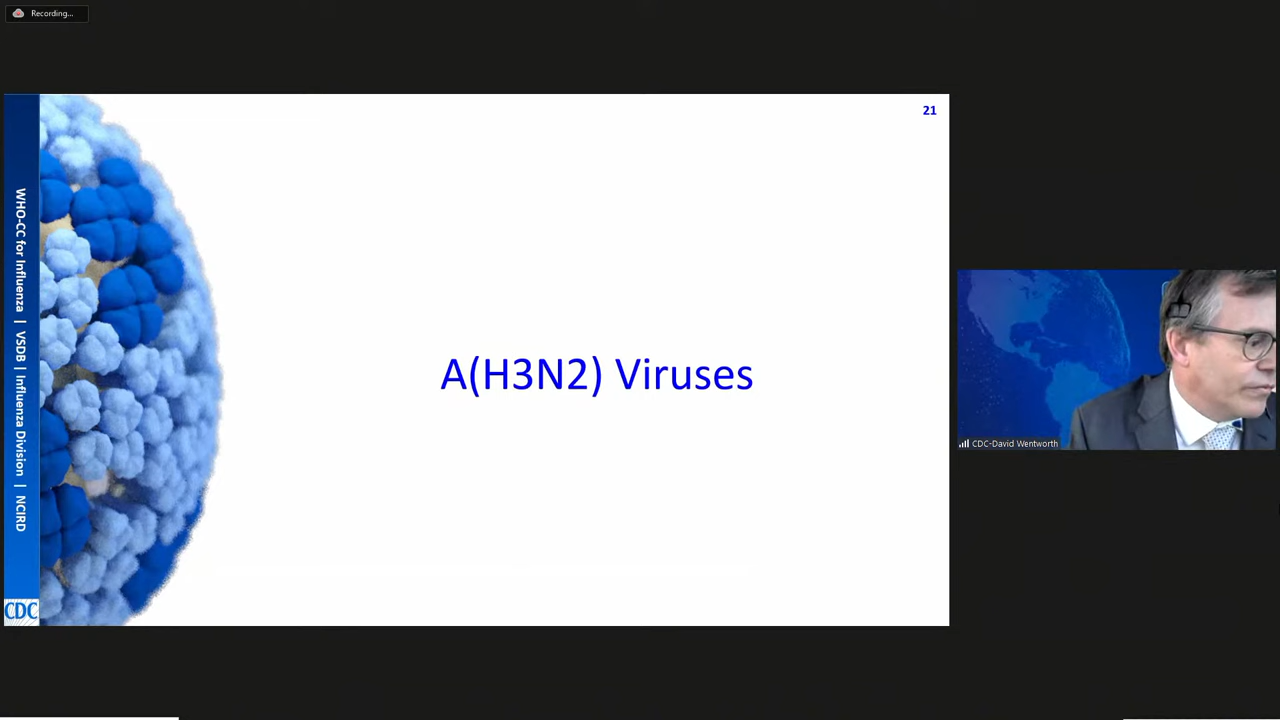 Recording...
21
WHO-CC for Influenza | VSDB | Influenza Division | NCIRD
A(H3N2) Viruses
CDC-David Wentworth
CDC